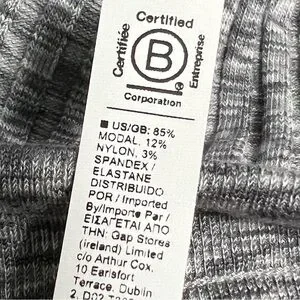 Certified
Certifiée
B
Entreprise
Corporation
■ US/GB: 85%
MODAL, 12%
NYLON, 3%
SPANDEX /
ELASTANE
DISTRIBUIDO
POR / Imported
By/Importe Par /
ΕΙΣΑΓΕΤΑΙ ΑΠΟ
ΤΗΝ: Gap Stores
(Ireland) Limited
c/o Arthur Cox,
10 Earlsfort
Terrace, Dublin